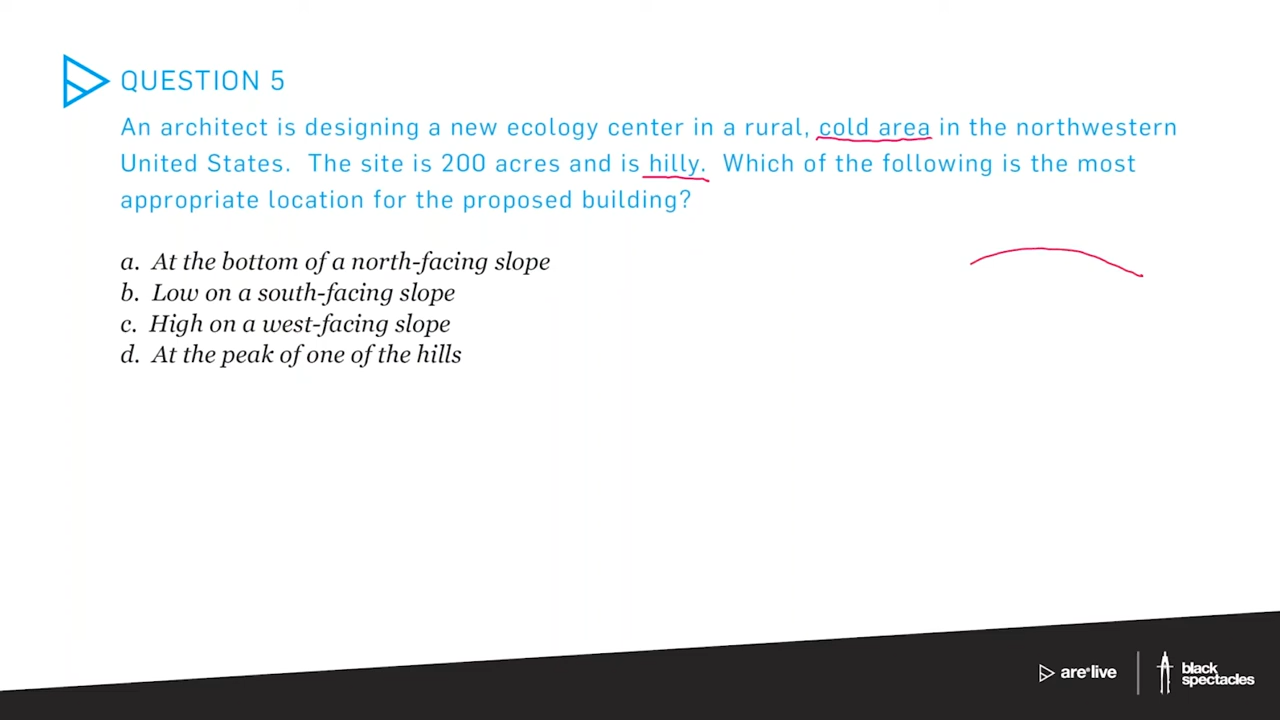 QUESTION 5
An architect is designing a new ecology center in a rural, cold area in the northwestern
United States. The site is 200 acres and is hilly. Which of the following is the most
appropriate location for the proposed building?
a. At the bottom of a north-facing slope
b. Low on a south-facing slope
c. High on a west-facing slope
d. At the peak of one of the hills
are live
black
spectacles